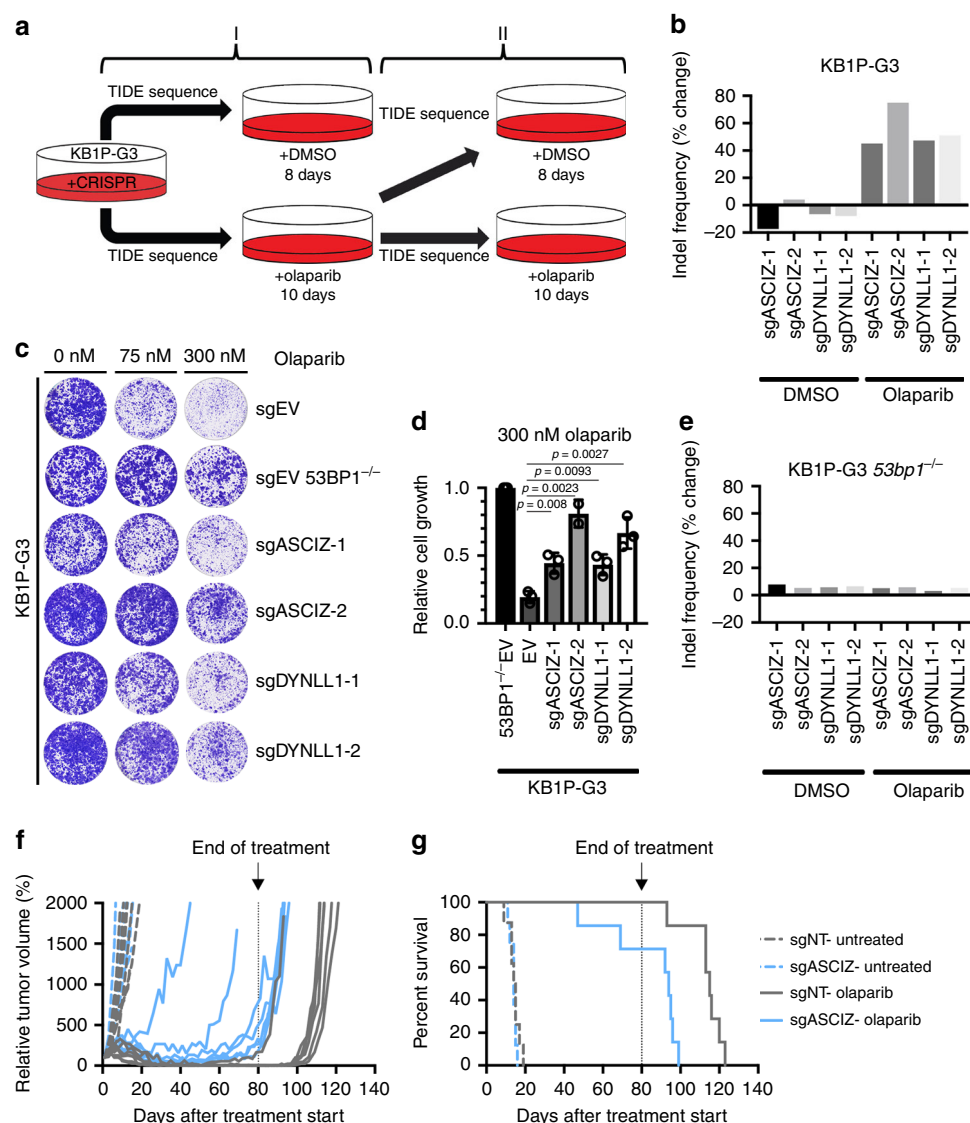 a
I
II
TIDE sequence
TIDE sequence
KB1P-G3
+CRISPR
+DMSO
8 days
+DMSO
8 days
TIDE sequence
TIDE sequence
+olaparib
10 days
+olaparib
10 days
b
KB1P-G3
Indel frequency (% change)
80
60
40
20
0
−20
sgASCIZ-1
sgASCIZ-2
sgDYNLL1-1
sgDYNLL1-2
sgASCIZ-1
sgASCIZ-2
sgDYNLL1-1
sgDYNLL1-2
DMSO
Olaparib
c
0 nM
75 nM
300 nM
Olaparib
KB1P-G3
sgEV
sgEV 53BP1−/−
sgASCIZ-1
sgASCIZ-2
sgDYNLL1-1
sgDYNLL1-2
d
300 nM olaparib
p = 0.0027
p = 0.0093
p = 0.0023
p = 0.008
Relative cell growth
1.0
0.5
0.0
53BP1−/−EV
EV
sgASCIZ-1
sgASCIZ-2
sgDYNLL1-1
sgDYNLL1-2
KB1P-G3
e
KB1P-G3 53bp1−/−
Indel frequency (% change)
80
60
40
20
0
−20
sgASCIZ-1
sgASCIZ-2
sgDYNLL1-1
sgDYNLL1-2
sgASCIZ-1
sgASCIZ-2
sgDYNLL1-1
sgDYNLL1-2
DMSO
Olaparib
f
End of treatment
Relative tumor volume (%)
2000
1500
1000
500
0
0
20
40
60
80
100
120
140
Days after treatment start
g
End of treatment
Percent survival
100
80
60
40
20
0
0
20
40
60
80
100
120
140
Days after treatment start
sgNT- untreated
sgASCIZ- untreated
sgNT- olaparib
sgASCIZ- olaparib